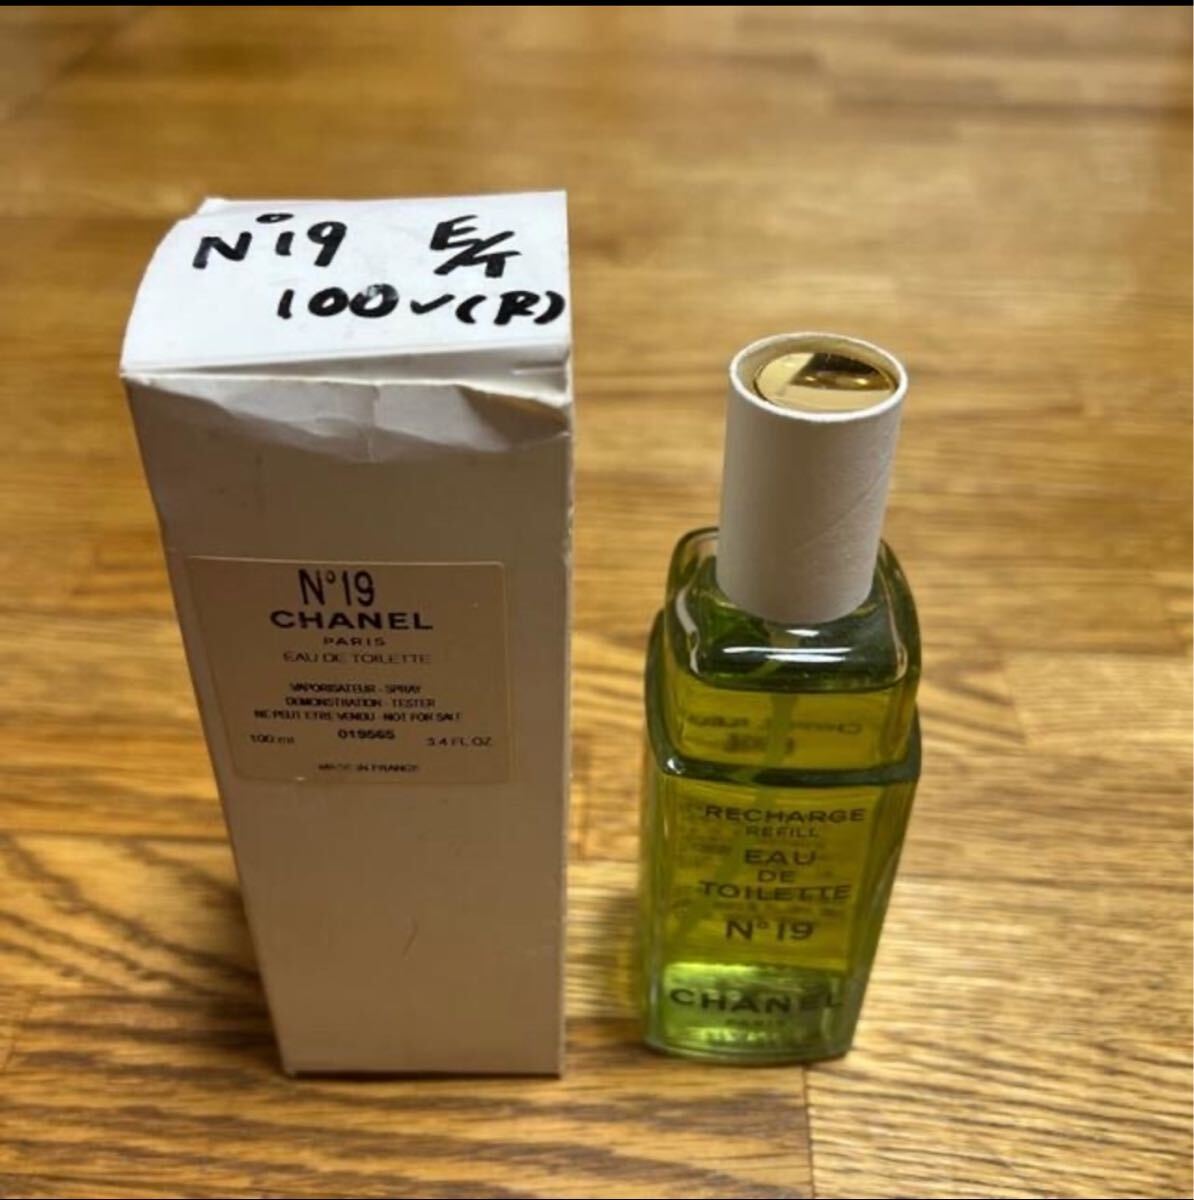 N°19 E/T
100✓(R)
N°19
CHANEL
PARIS
EAU DE TOILETTE
VAPORISATEUR - SPRAY
DEMONSTRATION - TESTER
NE PEUT ETRE VENDU - NOT FOR SALE
100 ml 019565 3.4 FL.OZ
MADE IN FRANCE
RECHARGE
REFILL
EAU
DE
TOILETTE
N°19
CHANEL
PARIS